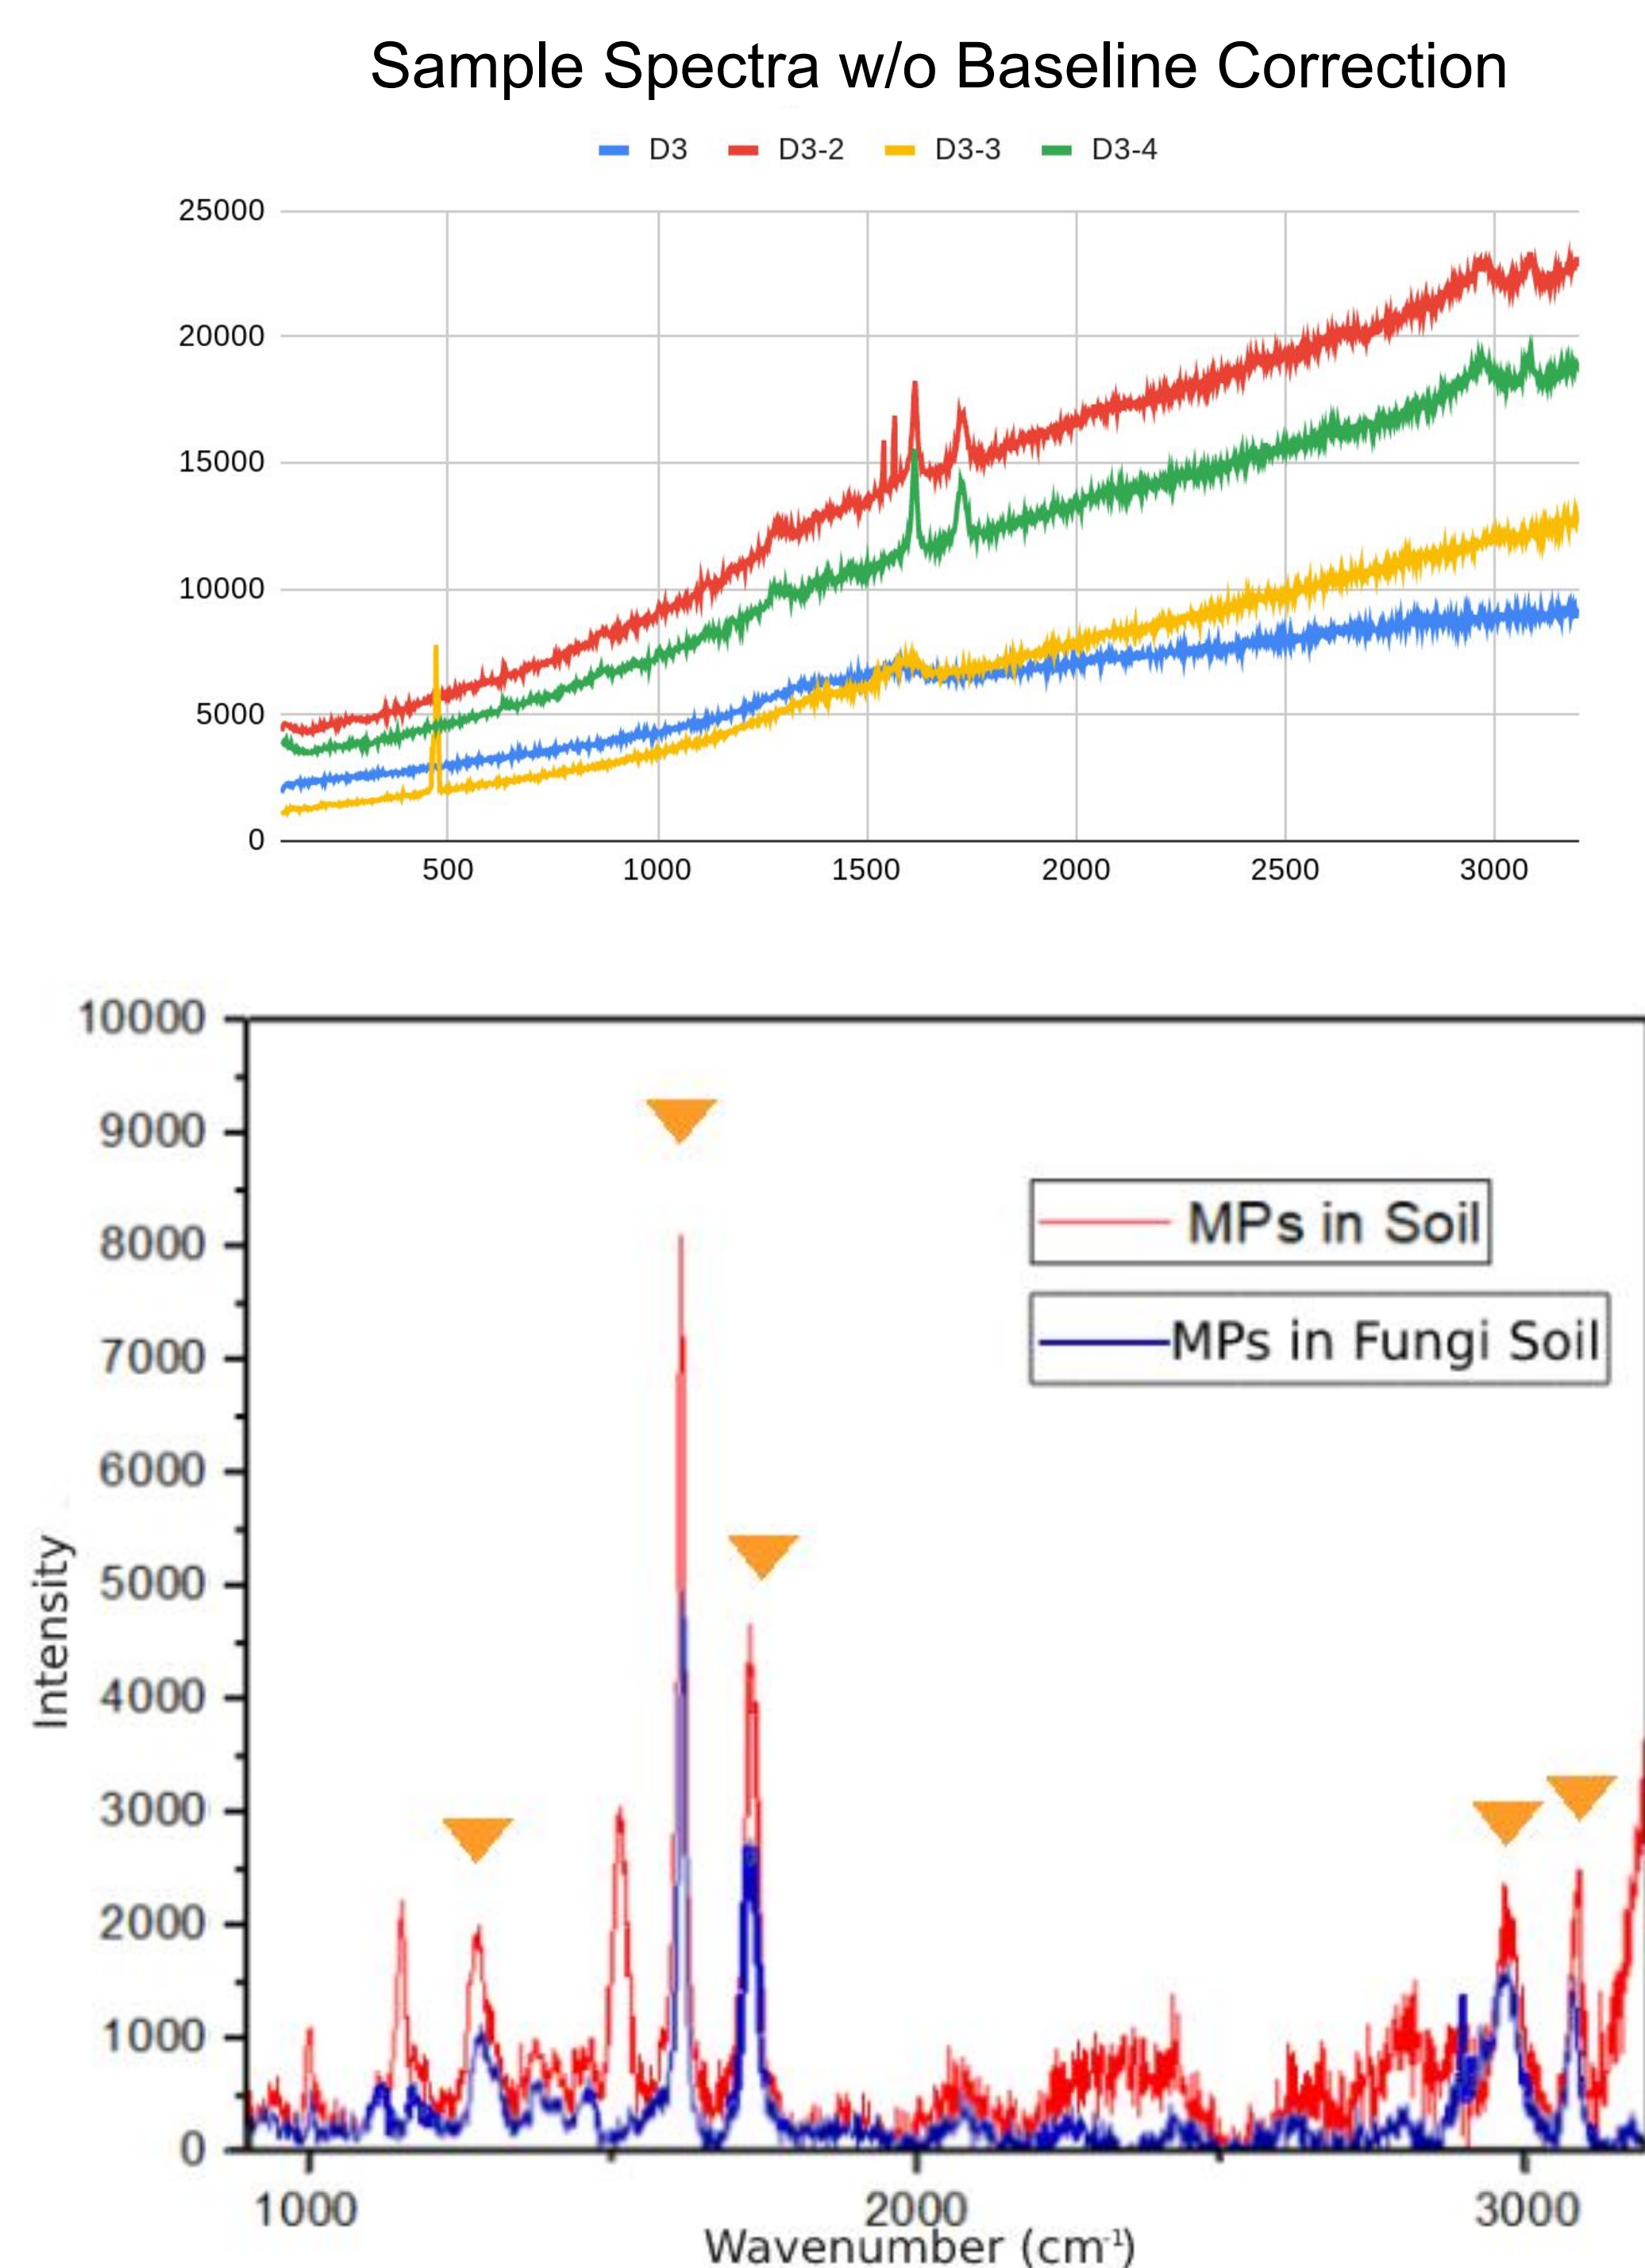 Sample Spectra w/o Baseline Correction
D3 D3-2 D3-3 D3-4
25000
20000
15000
10000
5000
0
500 1000 1500 2000 2500 3000
10000
9000
8000
7000
6000
5000
4000
3000
2000
1000
0
Intensity
MPs in Soil
MPs in Fungi Soil
1000 2000 3000
Wavenumber (cm⁻¹)